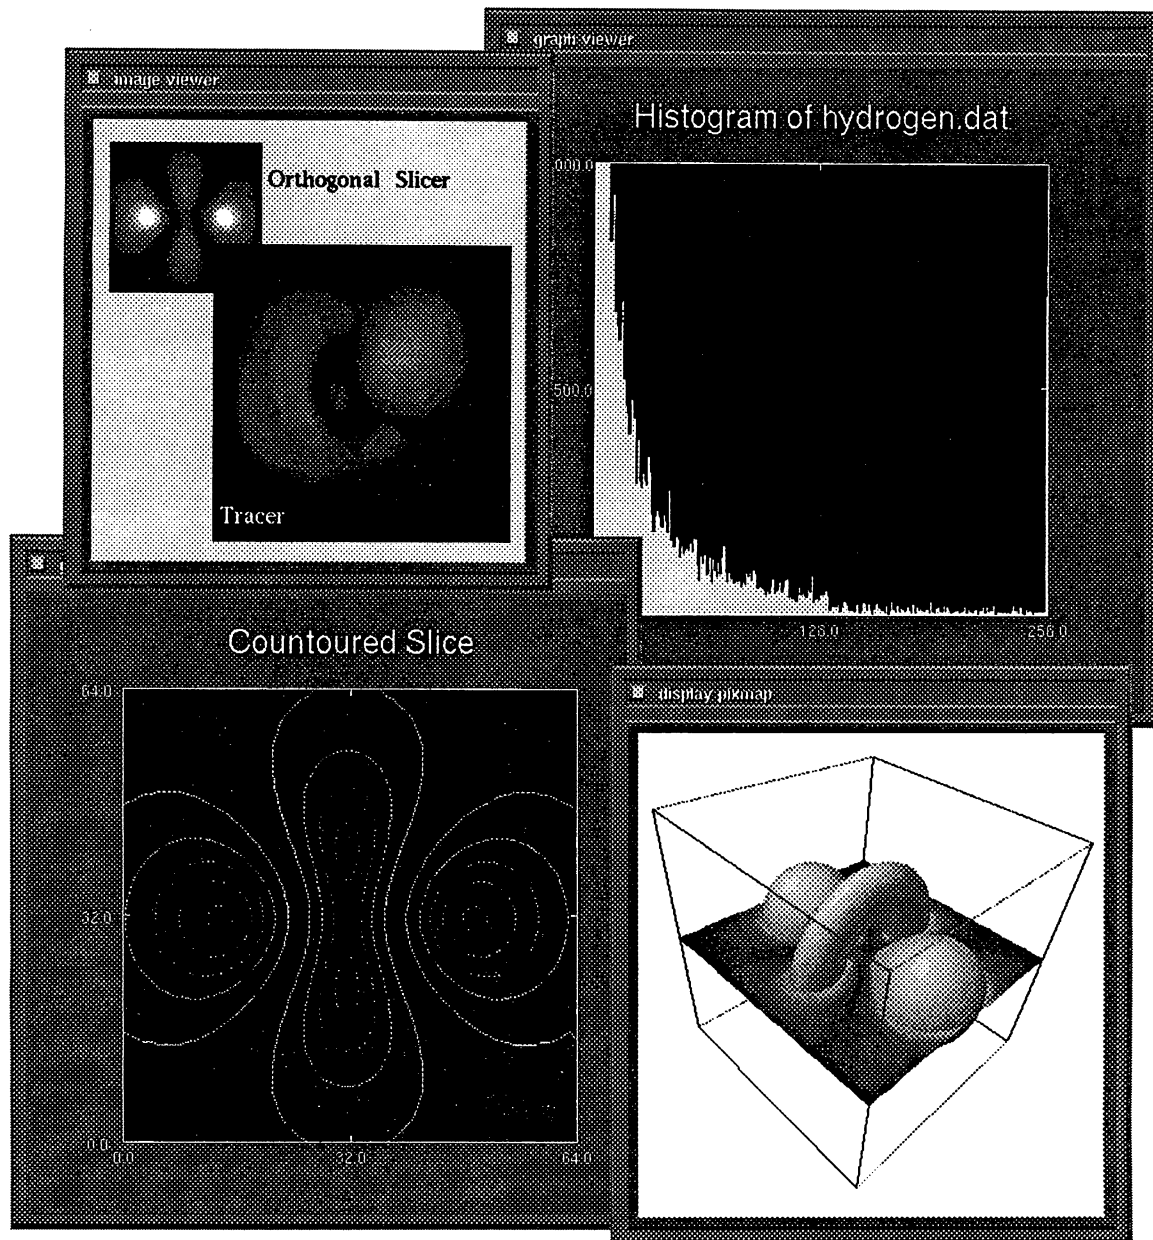 graph viewer
image viewer
Histogram of hydrogen.dat
000.0
Orthogonal Slicer
500.0
Tracer
128.0
256.0
Countoured Slice
64.0
display pixmap
32.0
0.0
0.0
32.0
64.0